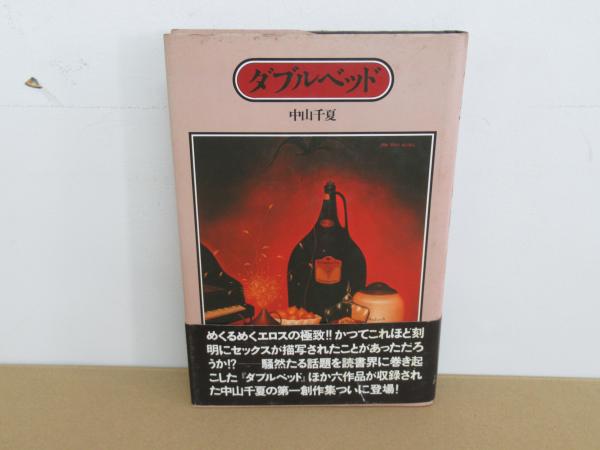 ダブルベッド
中山千夏
めくるめくエロスの極致!! かつてこれほど刻
明にセックスが描写されたことがあっただろ
うか!? ──騒然たる話題を読書界に巻き起
こした『ダブルベッド』ほか六作品が収録され
た中山千夏の第一創作集ついに登場!